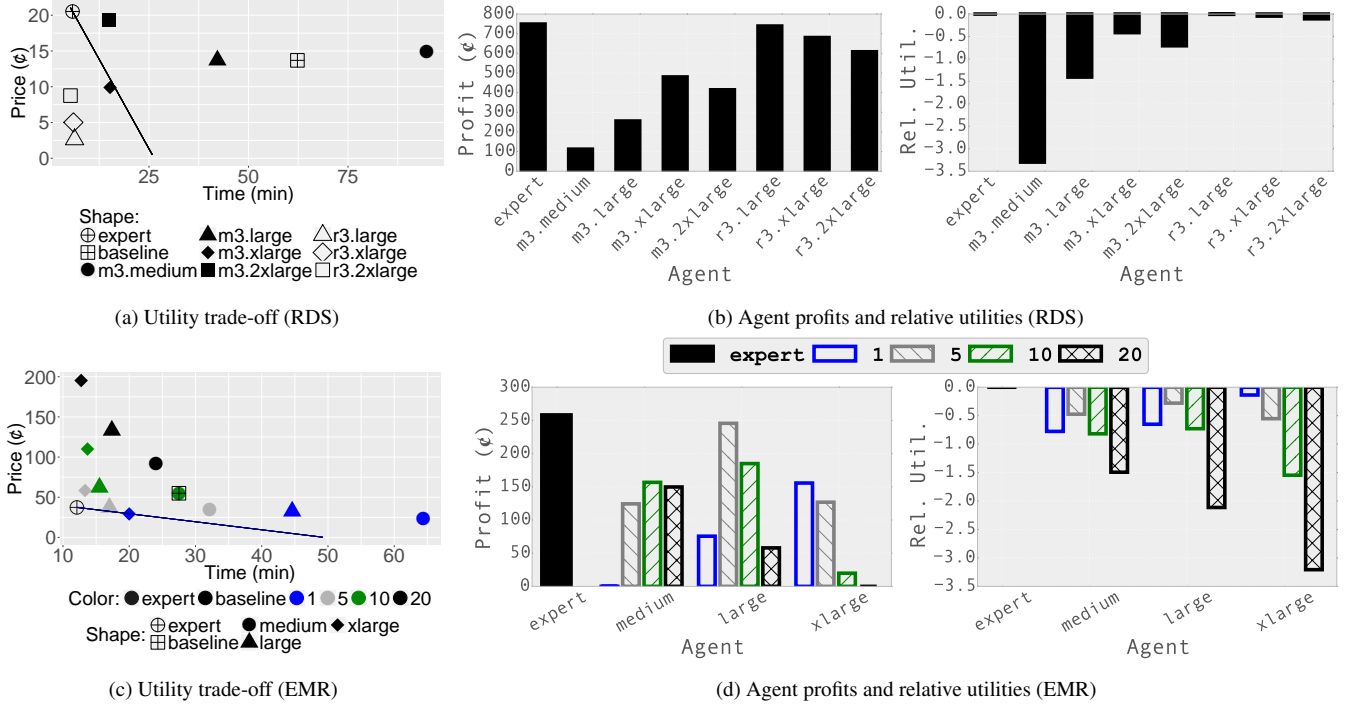 Price (¢)
20
15
10
5
0
25
75
Time (min)
Shape:
expert
m3.large
r3.large
baseline
m3.xlarge
r3.xlarge
m3.medium
m3.2xlarge
r3.2xlarge
(a) Utility trade-off (RDS)
Profit (¢)
800
700
600
500
400
300
200
100
0
expert
m3.medium
m3.large
m3.xlarge
m3.2xlarge
r3.large
r3.xlarge
r3.2xlarge
Agent
Rel. Util.
0.0
−0.5
−1.0
−1.5
−2.0
−2.5
−3.0
−3.5
expert
m3.medium
m3.large
m3.xlarge
m3.2xlarge
r3.large
r3.xlarge
r3.2xlarge
Agent
(b) Agent profits and relative utilities (RDS)
Price (¢)
200
150
100
50
0
10
20
30
40
50
60
Time (min)
Color: expert baseline 1 5 10 20
Shape:
expert
medium
xlarge
baseline
large
(c) Utility trade-off (EMR)
expert 1 5 10 20
Profit (¢)
300
250
200
150
100
50
0
expert
medium
large
xlarge
Agent
Rel. Util.
0.0
−0.5
−1.0
−1.5
−2.0
−2.5
−3.0
−3.5
expert
medium
large
xlarge
Agent
(d) Agent profits and relative utilities (EMR)